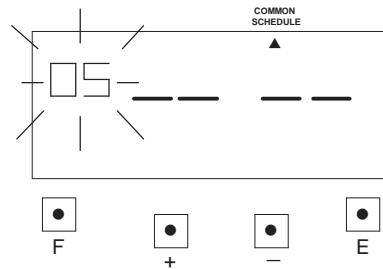 COMMON
SCHEDULE
05 -- --
F + – E